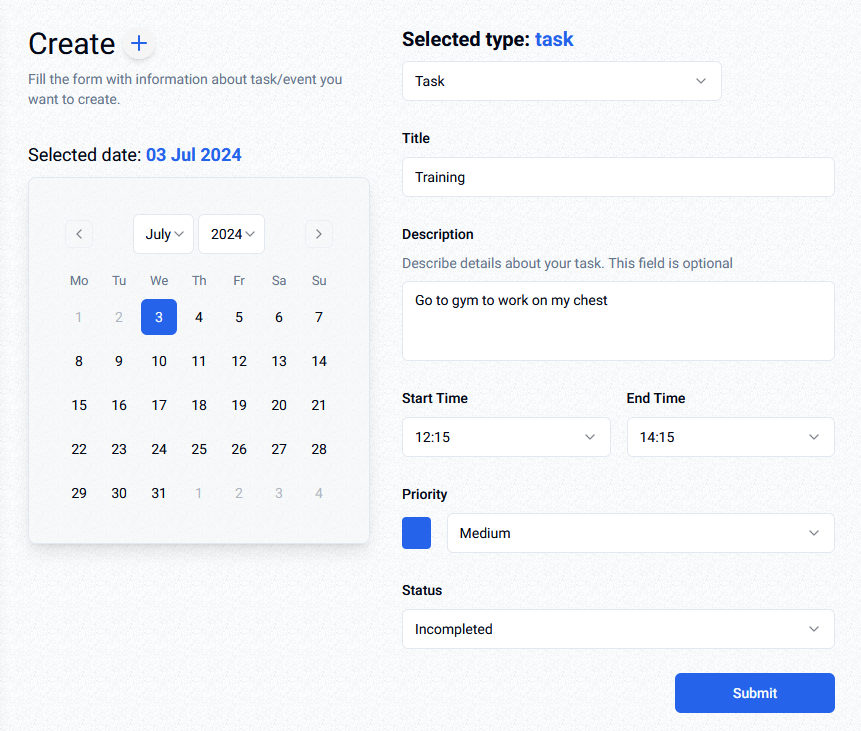 Create
Fill the form with information about task/event you
want to create.
Selected date: 03 Jul 2024
July 2024
Mo Tu We Th Fr Sa Su
1 2 3 4 5 6 7
8 9 10 11 12 13 14
15 16 17 18 19 20 21
22 23 24 25 26 27 28
29 30 31 1 2 3 4
Selected type: task
Task
Title
Training
Description
Describe details about your task. This field is optional
Go to gym to work on my chest
Start Time End Time
12:15 14:15
Priority
Medium
Status
Incompleted
Submit